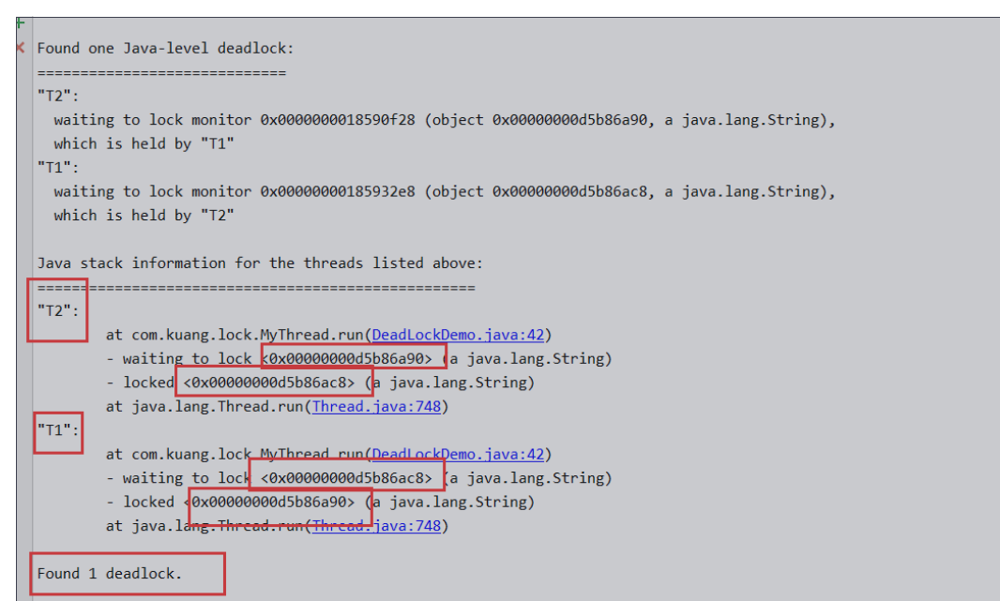 Found one Java-level deadlock:
=============================
"T2":
  waiting to lock monitor 0x0000000018590f28 (object 0x00000000d5b86a90, a java.lang.String),
  which is held by "T1"
"T1":
  waiting to lock monitor 0x00000000185932e8 (object 0x00000000d5b86ac8, a java.lang.String),
  which is held by "T2"
Java stack information for the threads listed above:
===================================================
"T2":
        at com.kuang.lock.MyThread.run(DeadLockDemo.java:42)
        - waiting to lock <0x00000000d5b86a90> (a java.lang.String)
        - locked <0x00000000d5b86ac8> (a java.lang.String)
        at java.lang.Thread.run(Thread.java:748)
"T1":
        at com.kuang.lock.MyThread.run(DeadLockDemo.java:42)
        - waiting to lock <0x00000000d5b86ac8> (a java.lang.String)
        - locked <0x00000000d5b86a90> (a java.lang.String)
        at java.lang.Thread.run(Thread.java:748)
Found 1 deadlock.